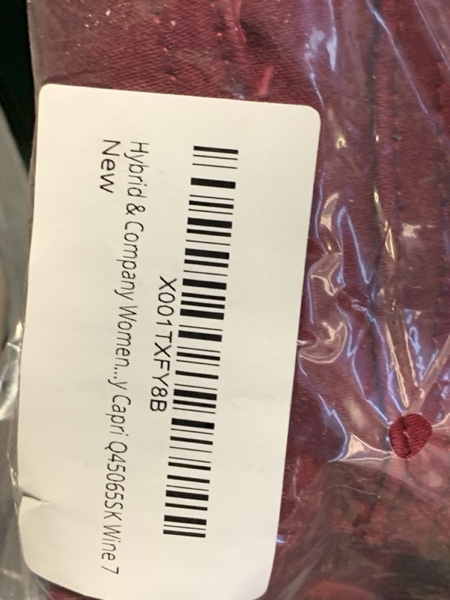 X001TXFY8B
Hybrid & Company Women...y Capri Q45065SK Wine 7
New